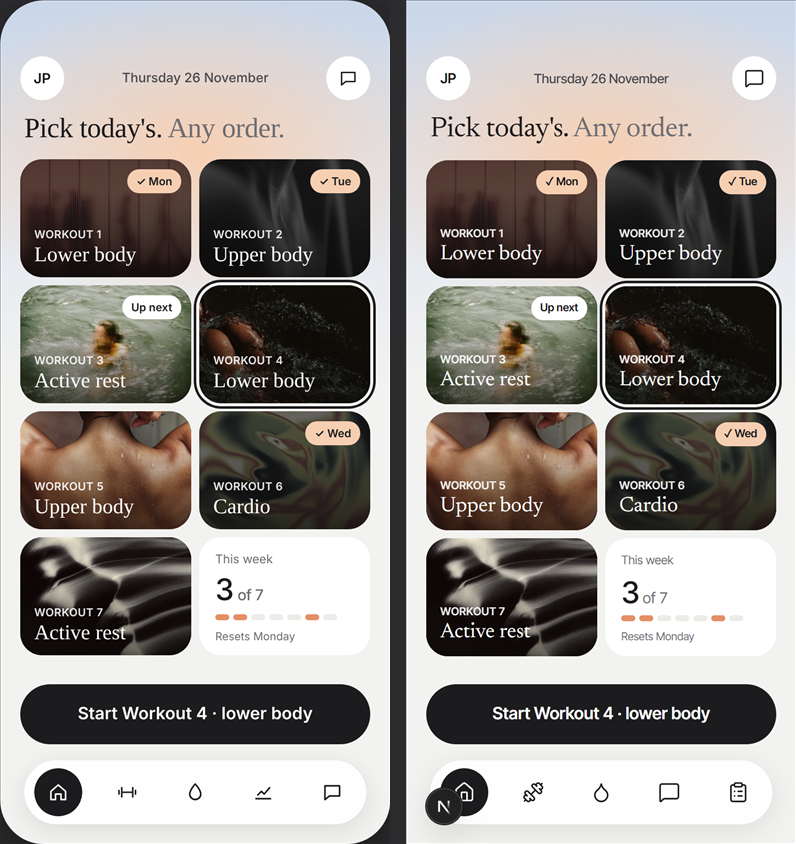 JP
Thursday 26 November
Pick today's. Any order.
✓ Mon
WORKOUT 1
Lower body
✓ Tue
WORKOUT 2
Upper body
Up next
WORKOUT 3
Active rest
WORKOUT 4
Lower body
WORKOUT 5
Upper body
✓ Wed
WORKOUT 6
Cardio
WORKOUT 7
Active rest
This week
3 of 7
Resets Monday
Start Workout 4 · lower body
JP
Thursday 26 November
Pick today's. Any order.
✓ Mon
WORKOUT 1
Lower body
✓ Tue
WORKOUT 2
Upper body
Up next
WORKOUT 3
Active rest
WORKOUT 4
Lower body
WORKOUT 5
Upper body
✓ Wed
WORKOUT 6
Cardio
WORKOUT 7
Active rest
This week
3 of 7
Resets Monday
Start Workout 4 · lower body
N